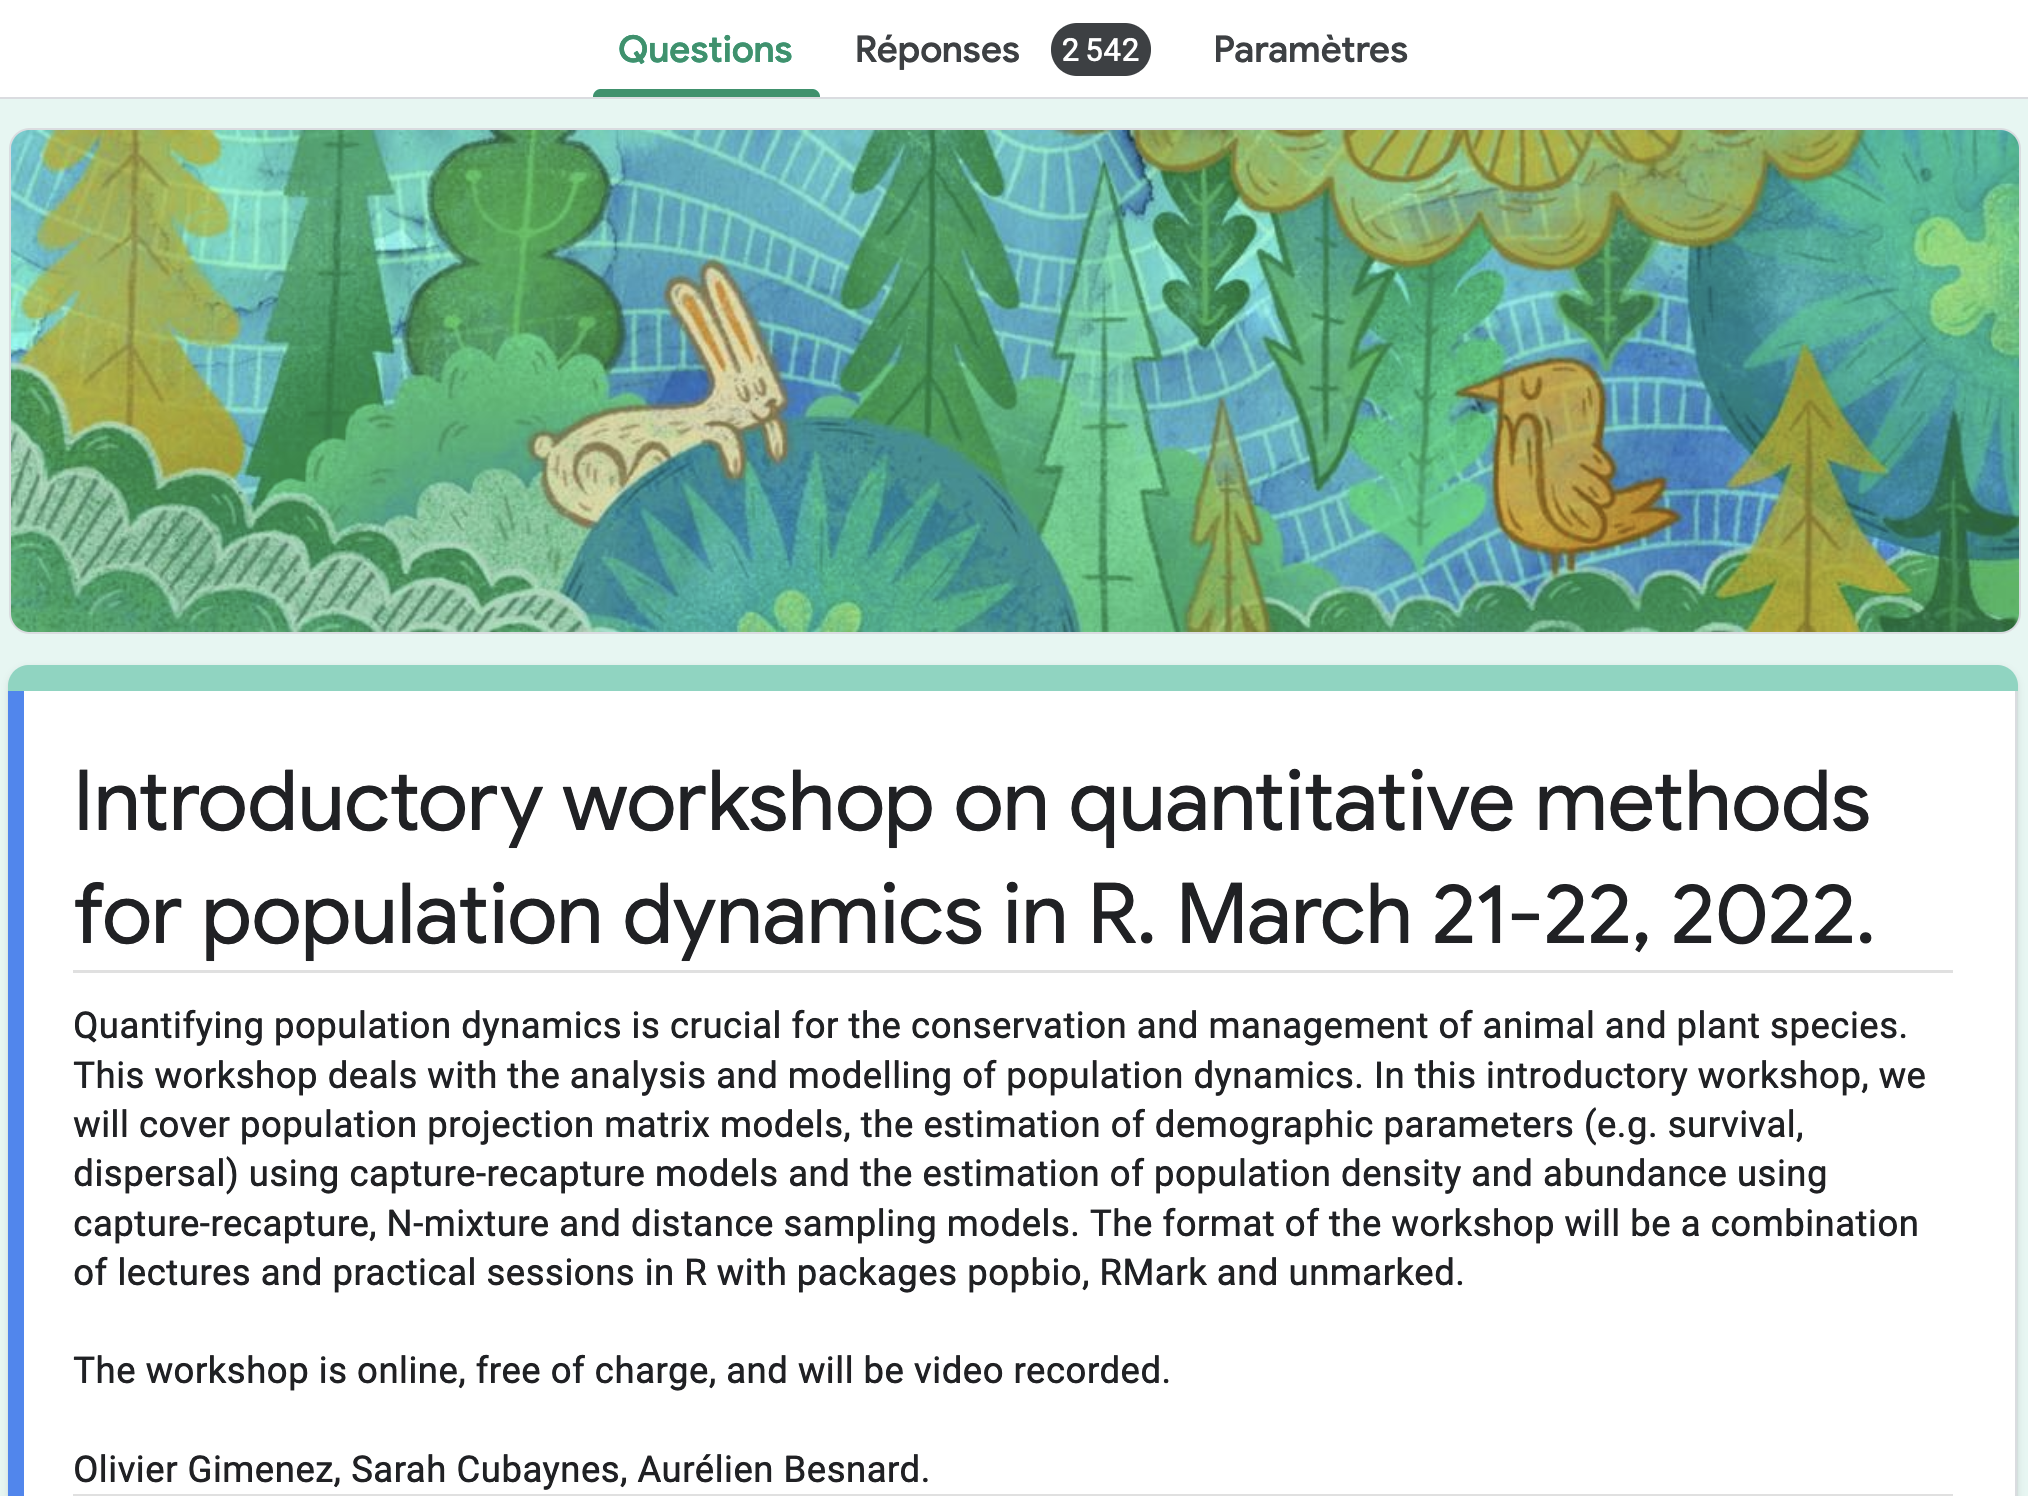 Questions Réponses 2 542 Paramètres
Introductory workshop on quantitative methods
for population dynamics in R. March 21-22, 2022.
Quantifying population dynamics is crucial for the conservation and management of animal and plant species.
This workshop deals with the analysis and modelling of population dynamics. In this introductory workshop, we
will cover population projection matrix models, the estimation of demographic parameters (e.g. survival,
dispersal) using capture-recapture models and the estimation of population density and abundance using
capture-recapture, N-mixture and distance sampling models. The format of the workshop will be a combination
of lectures and practical sessions in R with packages popbio, RMark and unmarked.
The workshop is online, free of charge, and will be video recorded.
Olivier Gimenez, Sarah Cubaynes, Aurélien Besnard.